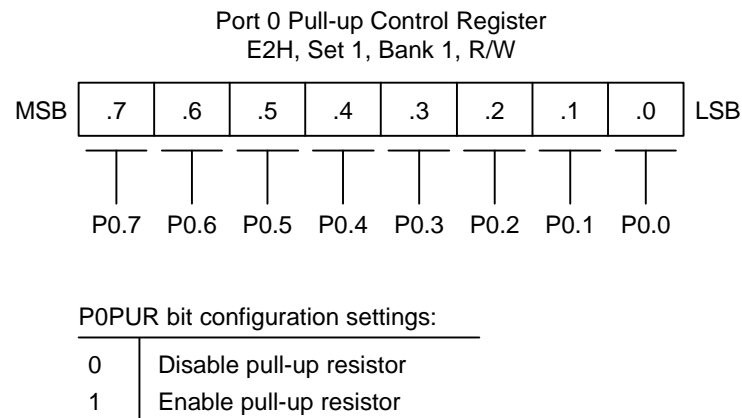 Port 0 Pull-up Control Register
E2H, Set 1, Bank 1, R/W
MSB .7 .6 .5 .4 .3 .2 .1 .0 LSB
P0.7 P0.6 P0.5 P0.4 P0.3 P0.2 P0.1 P0.0
P0PUR bit configuration settings:
0 Disable pull-up resistor
1 Enable pull-up resistor